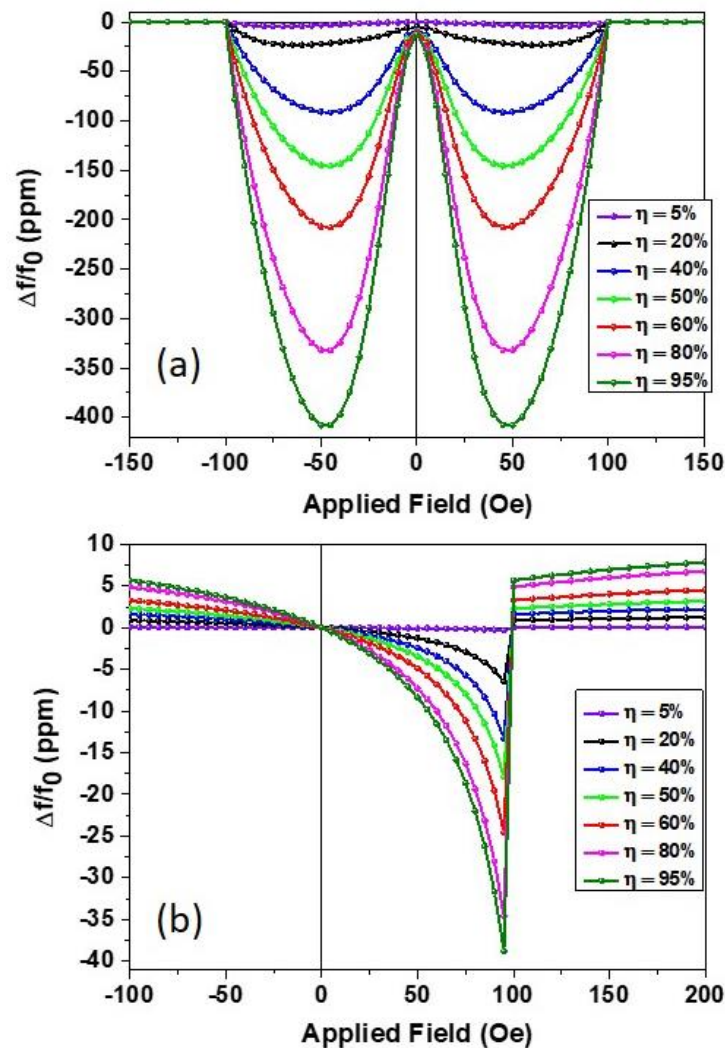 0
-50
-100
-150
-200
-250
-300
-350
-400
Δf/f₀ (ppm)
(a)
η = 5%
η = 20%
η = 40%
η = 50%
η = 60%
η = 80%
η = 95%
-150 -100 -50 0 50 100 150
Applied Field (Oe)
10
5
0
-5
-10
-15
-20
-25
-30
-35
-40
Δf/f₀ (ppm)
(b)
η = 5%
η = 20%
η = 40%
η = 50%
η = 60%
η = 80%
η = 95%
-100 -50 0 50 100 150 200
Applied Field (Oe)